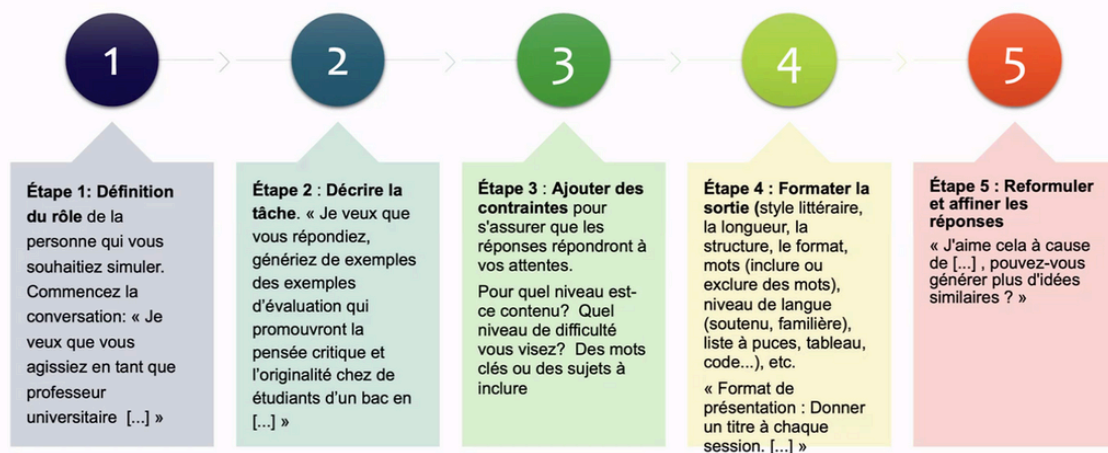 1
2
3
4
5
Étape 1: Définition
du rôle de la
personne qui vous
souhaitiez simuler.
Commencez la
conversation: « Je
veux que vous
agissiez en tant que
professeur
universitaire [...] »
Étape 2 : Décrire la
tâche. « Je veux que
vous répondiez,
génériez de exemples
des exemples
d'évaluation qui
promouvront la
pensée critique et
l'originalité chez de
étudiants d'un bac en
[...] »
Étape 3 : Ajouter des
contraintes pour
s'assurer que les
réponses répondront à
vos attentes.
Pour quel niveau est-
ce contenu? Quel
niveau de difficulté
vous visez? Des mots
clés ou des sujets à
inclure
Étape 4 : Formater la
sortie (style littéraire,
la longueur, la
structure, le format,
mots (inclure ou
exclure des mots),
niveau de langue
(soutenu, familière),
liste à puces, tableau,
code...), etc.
« Format de
présentation : Donner
un titre à chaque
session. [...] »
Étape 5 : Reformuler
et affiner les
réponses
« J'aime cela à cause
de [...] , pouvez-vous
générer plus d'idées
similaires ? »